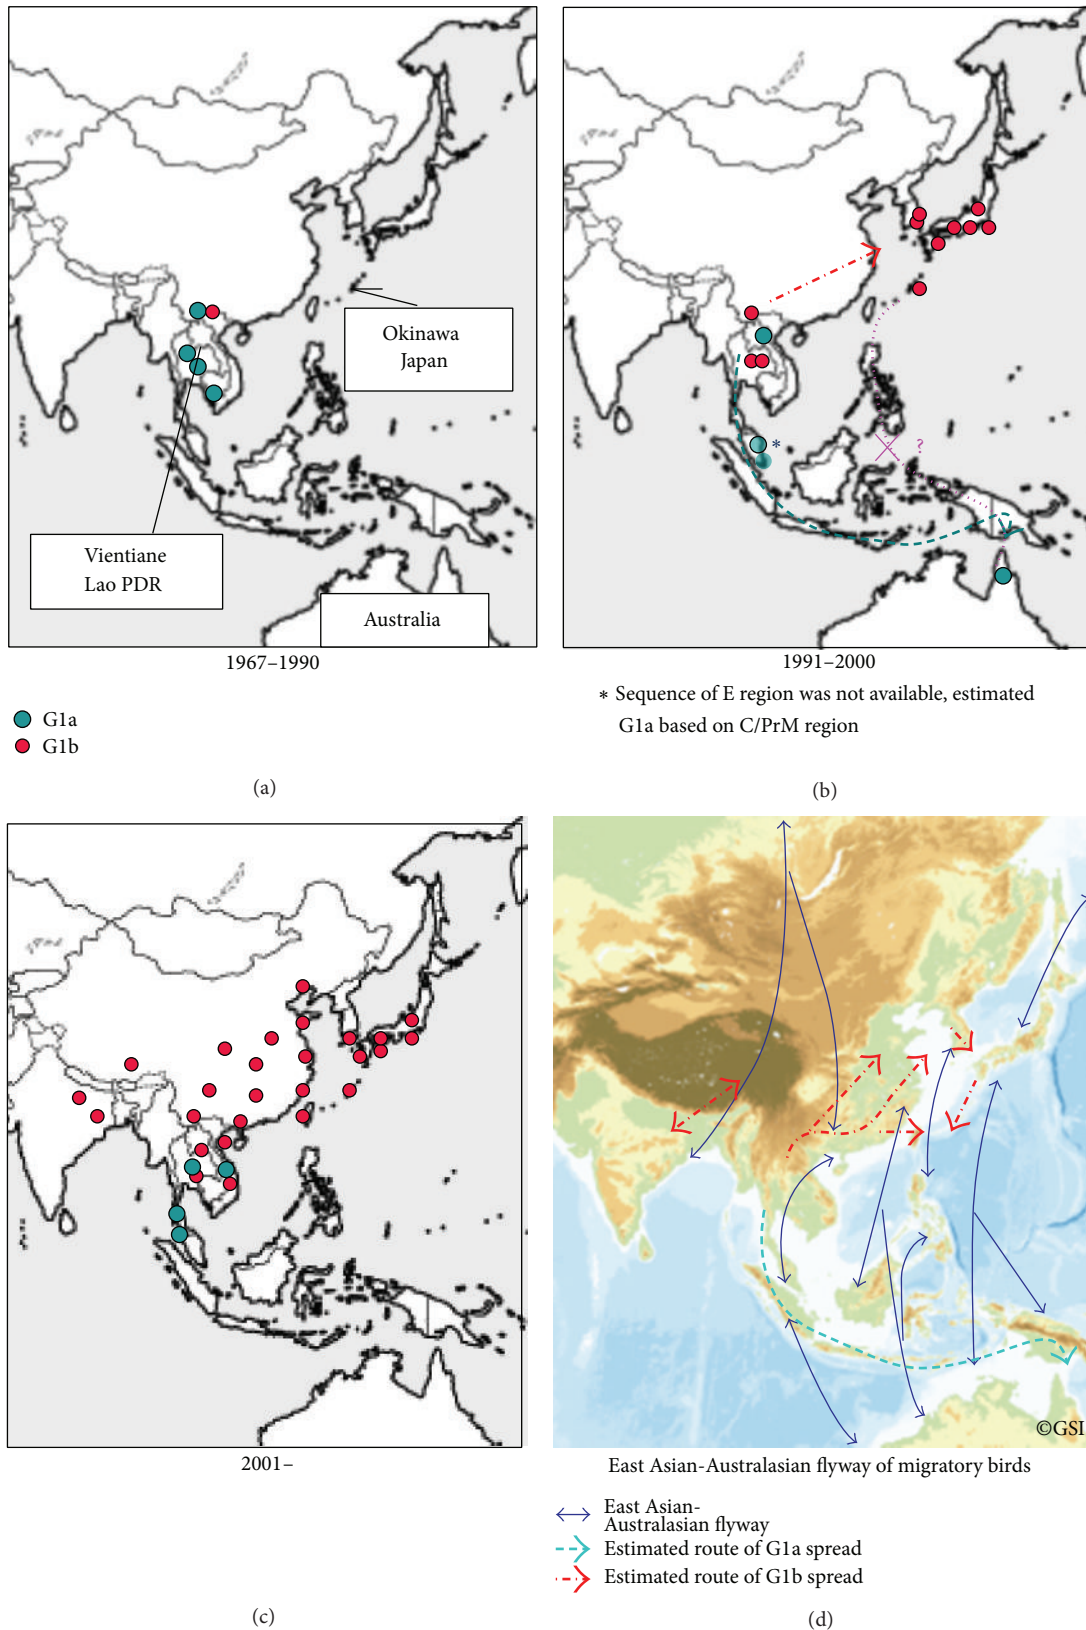 Okinawa
Japan
Vientiane
Lao PDR
Australia
1967–1990
G1a
G1b
(a)
*
?
1991–2000
* Sequence of E region was not available, estimated
G1a based on C/PrM region
(b)
2001–
(c)
©GSI
East Asian-Australasian flyway of migratory birds
East Asian-
Australasian flyway
Estimated route of G1a spread
Estimated route of G1b spread
(d)